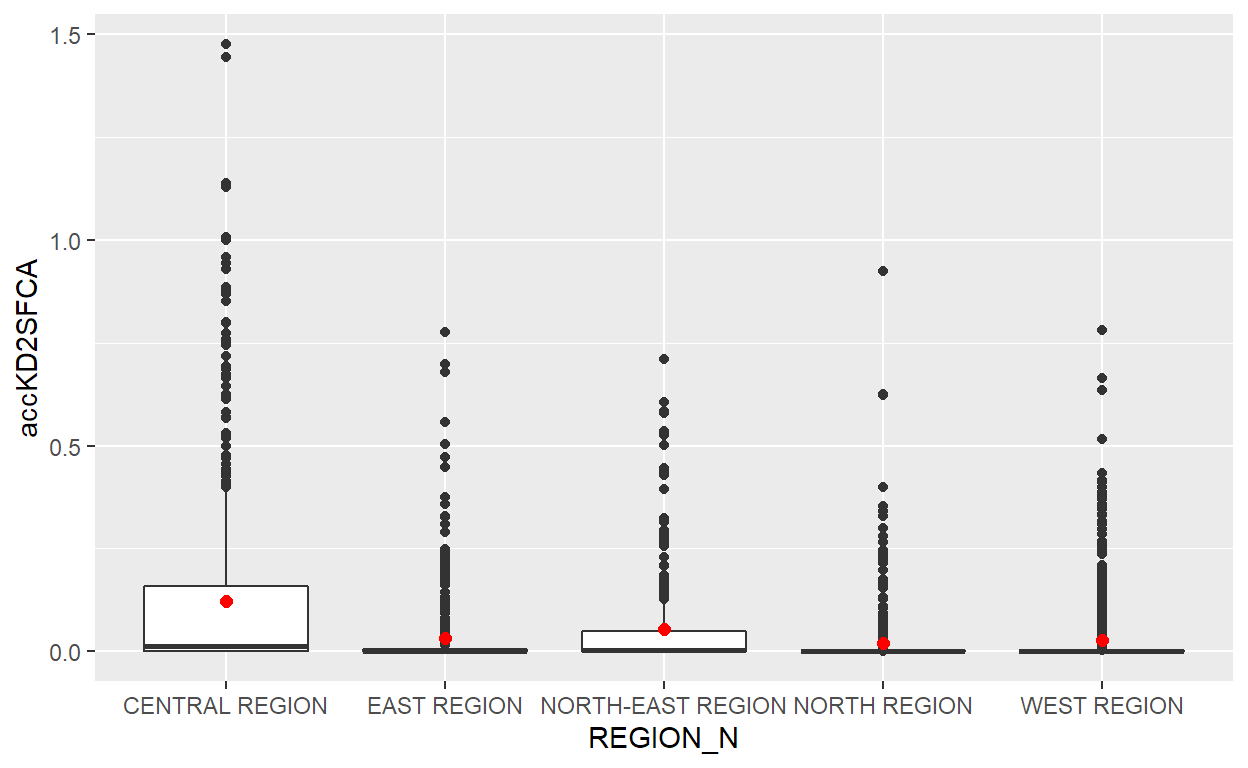 1.5
1.0
0.5
0.0
accKD2SFCA
CENTRAL REGION EAST REGION NORTH-EAST REGION NORTH REGION WEST REGION
REGION_N